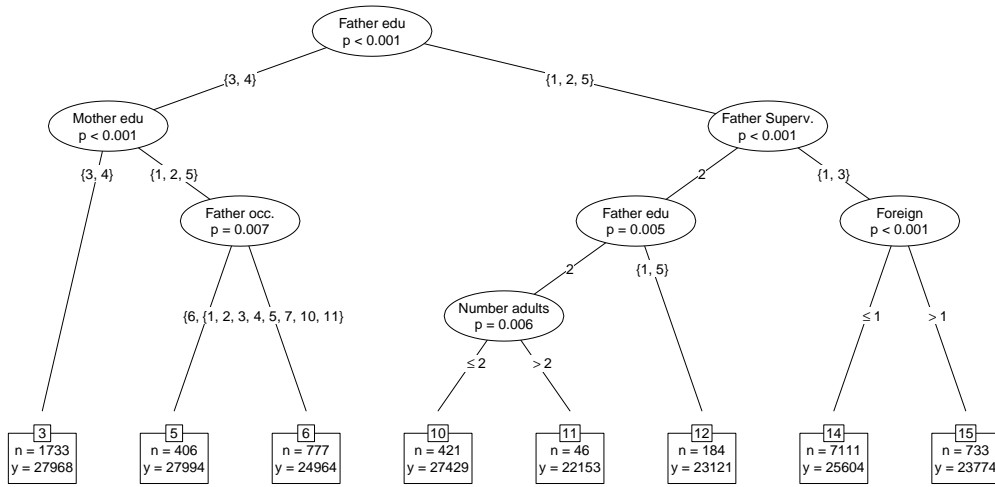 Father edu
p < 0.001
{3, 4}
{1, 2, 5}
Mother edu
p < 0.001
Father Superv.
p < 0.001
{3, 4}
{1, 2, 5}
2
{1, 3}
Father occ.
p = 0.007
Father edu
p = 0.005
Foreign
p < 0.001
2
{1, 5}
Number adults
p = 0.006
{6, {1, 2, 3, 4, 5, 7, 10, 11}
≤ 1
> 1
≤ 2
> 2
3
n = 1733
y = 27968
5
n = 406
y = 27994
6
n = 777
y = 24964
10
n = 421
y = 27429
11
n = 46
y = 22153
12
n = 184
y = 23121
14
n = 7111
y = 25604
15
n = 733
y = 23774